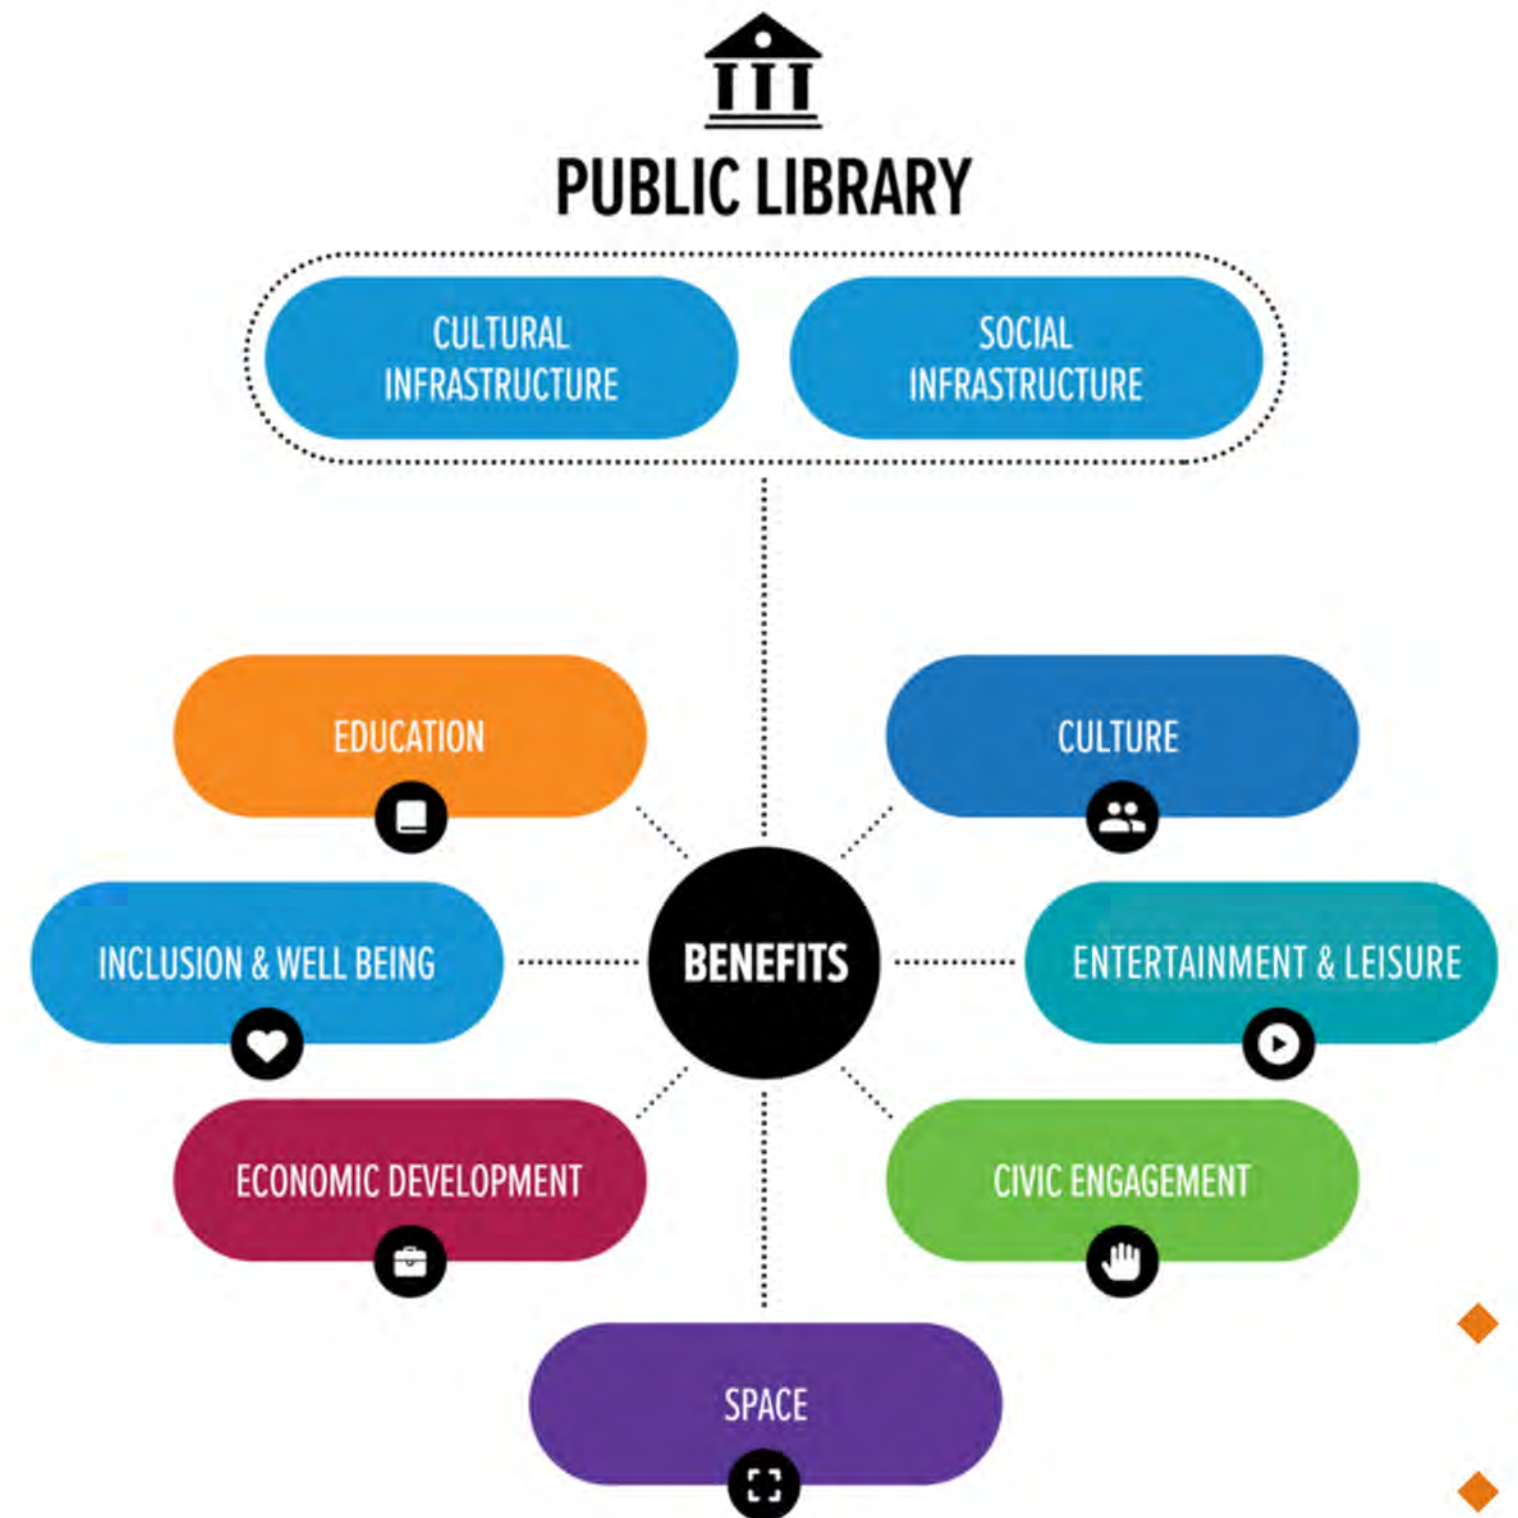 PUBLIC LIBRARY
CULTURAL
INFRASTRUCTURE
SOCIAL
INFRASTRUCTURE
EDUCATION
CULTURE
INCLUSION & WELL BEING
BENEFITS
ENTERTAINMENT & LEISURE
ECONOMIC DEVELOPMENT
CIVIC ENGAGEMENT
SPACE